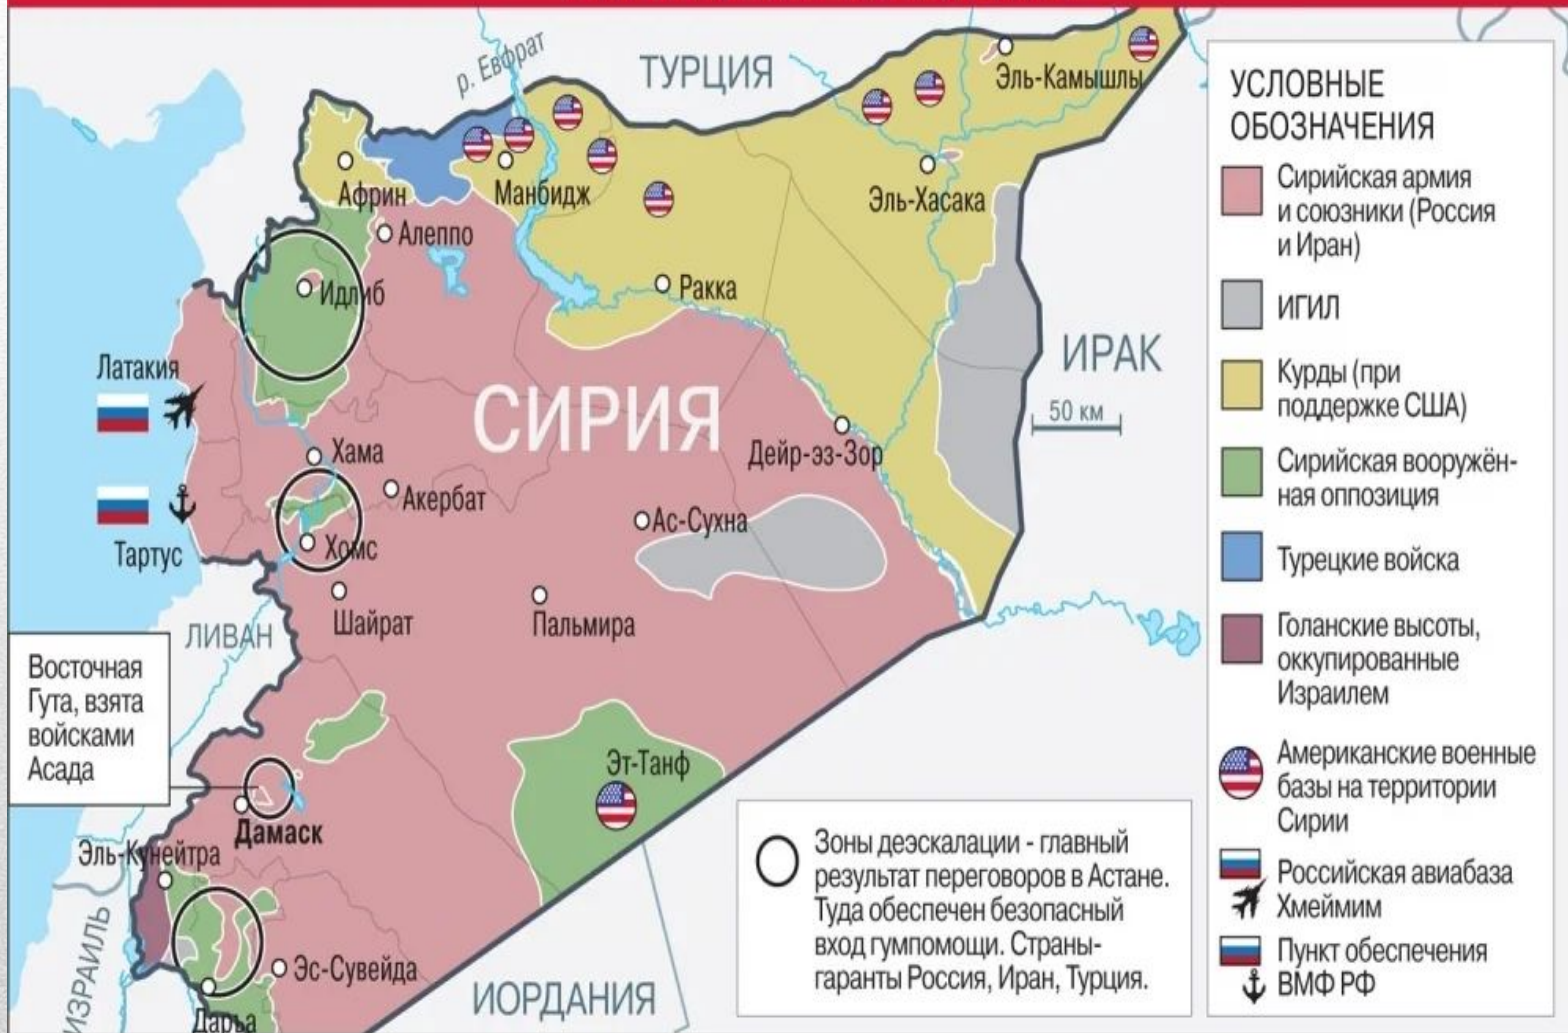 р. Евфрат
ТУРЦИЯ
Эль-Камышлы
Африн
Манбидж
Эль-Хасака
Алеппо
Идлиб
Ракка
ИРАК
50 км
Латакия
СИРИЯ
Хама
Дейр-эз-Зор
Акербат
Ас-Сухна
Тартус
Хомс
Шайрат
Пальмира
ЛИВАН
Восточная
Гута, взята
войсками
Асада
Эт-Танф
Дамаск
Эль-Кунейтра
ИЗРАИЛЬ
Эс-Сувейда
Дарья
ИОРДАНИЯ
Зоны деэскалации - главный
результат переговоров в Астане.
Туда обеспечен безопасный
вход гумпомощи. Страны-
гаранты Россия, Иран, Турция.
УСЛОВНЫЕ
ОБОЗНАЧЕНИЯ
Сирийская армия
и союзники (Россия
и Иран)
ИГИЛ
Курды (при
поддержке США)
Сирийская вооружён-
ная оппозиция
Турецкие войска
Голанские высоты,
оккупированные
Израилем
Американские военные
базы на территории
Сирии
Российская авиабаза
Хмеймим
Пункт обеспечения
ВМФ РФ